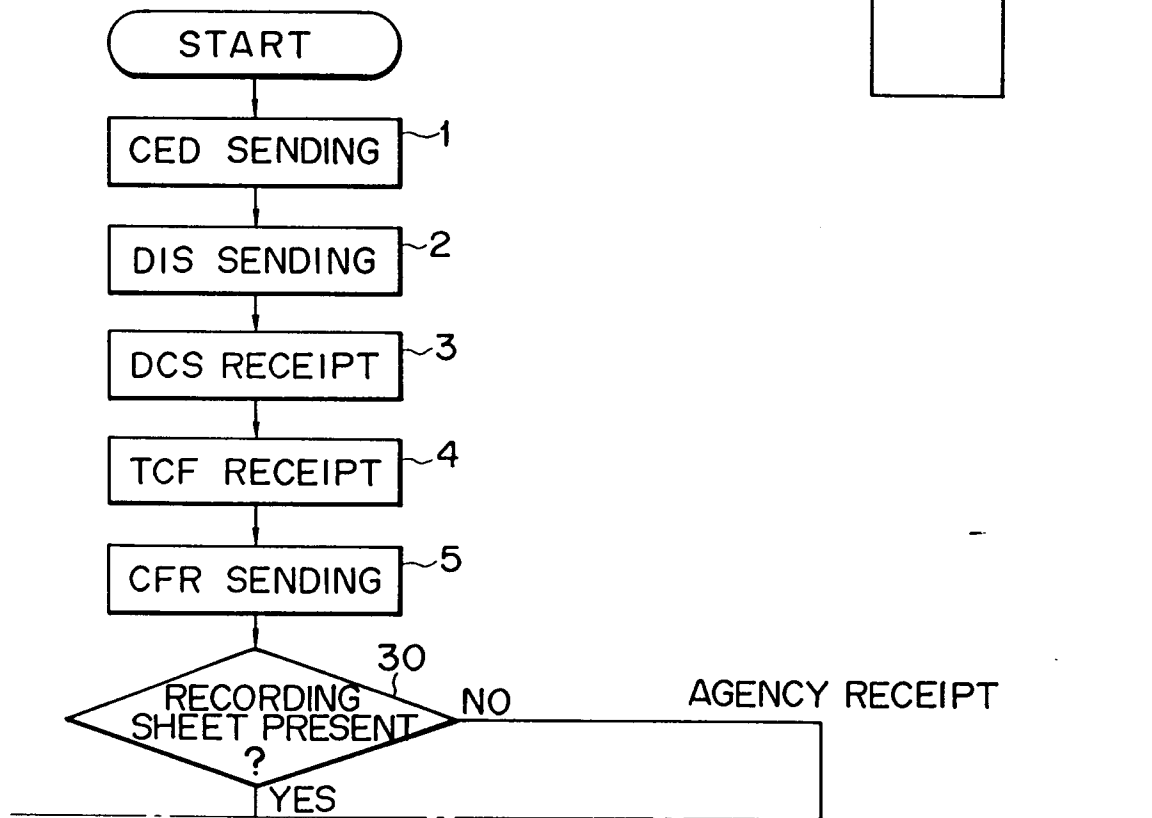 START
CED SENDING
1
DIS SENDING
2
DCS RECEIPT
3
TCF RECEIPT
4
CFR SENDING
5
30
RECORDING
SHEET PRESENT
?
NO
AGENCY RECEIPT
YES